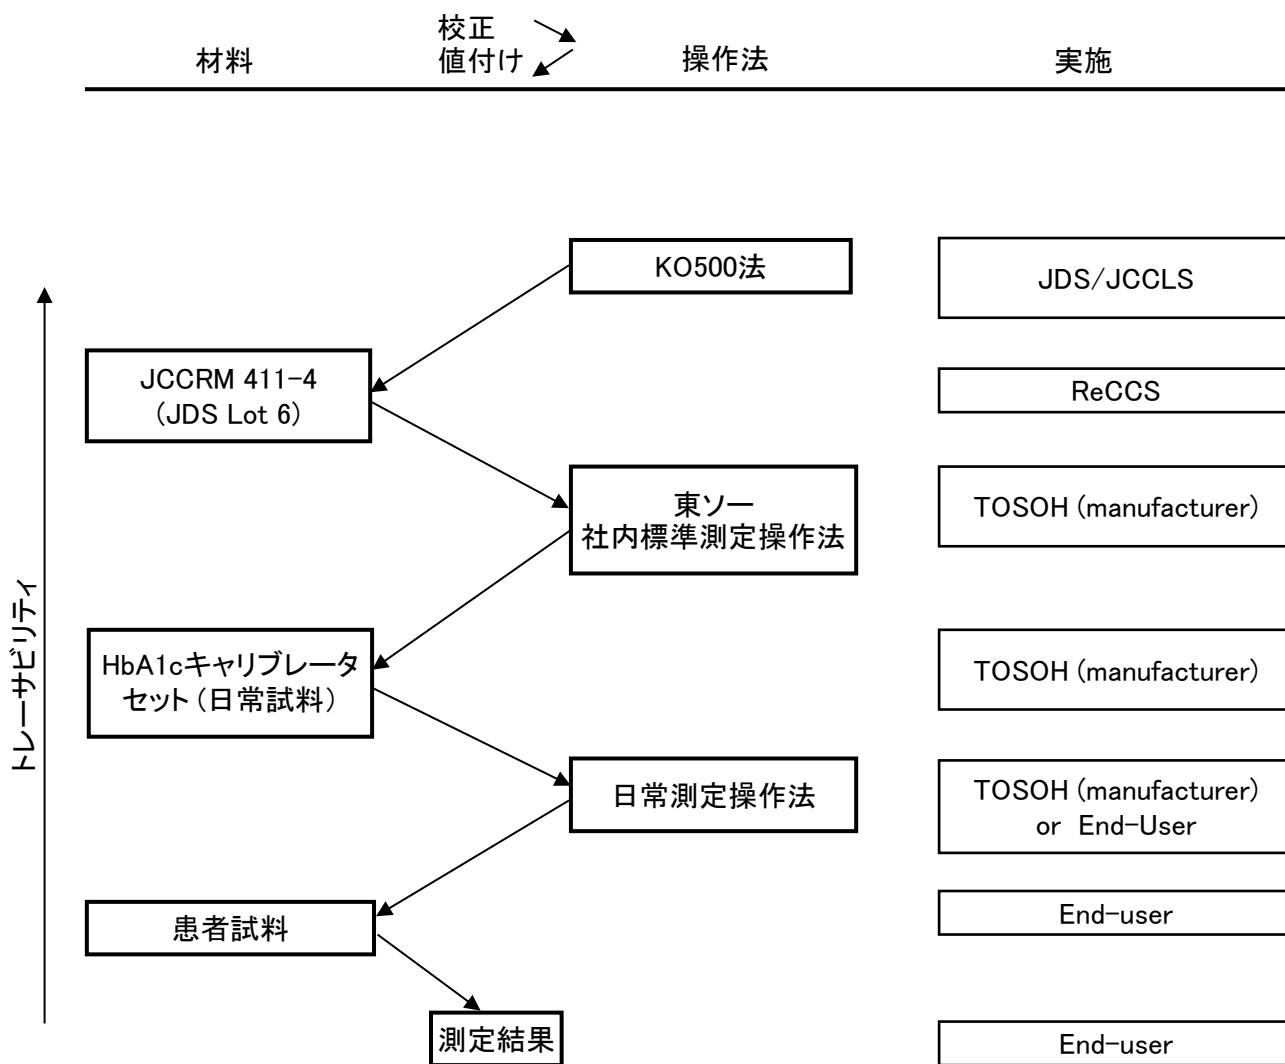 校正
値付け
材料
操作法
実施
KO500法
JDS/JCCLS
JCCRM 411-4
(JDS Lot 6)
ReCCS
東ソー
社内標準測定操作法
TOSOH (manufacturer)
HbA1cキャリブレータ
セット (日常試料)
TOSOH (manufacturer)
日常測定操作法
TOSOH (manufacturer)
or End-User
患者試料
End-user
測定結果
End-user
トレーサビリティ